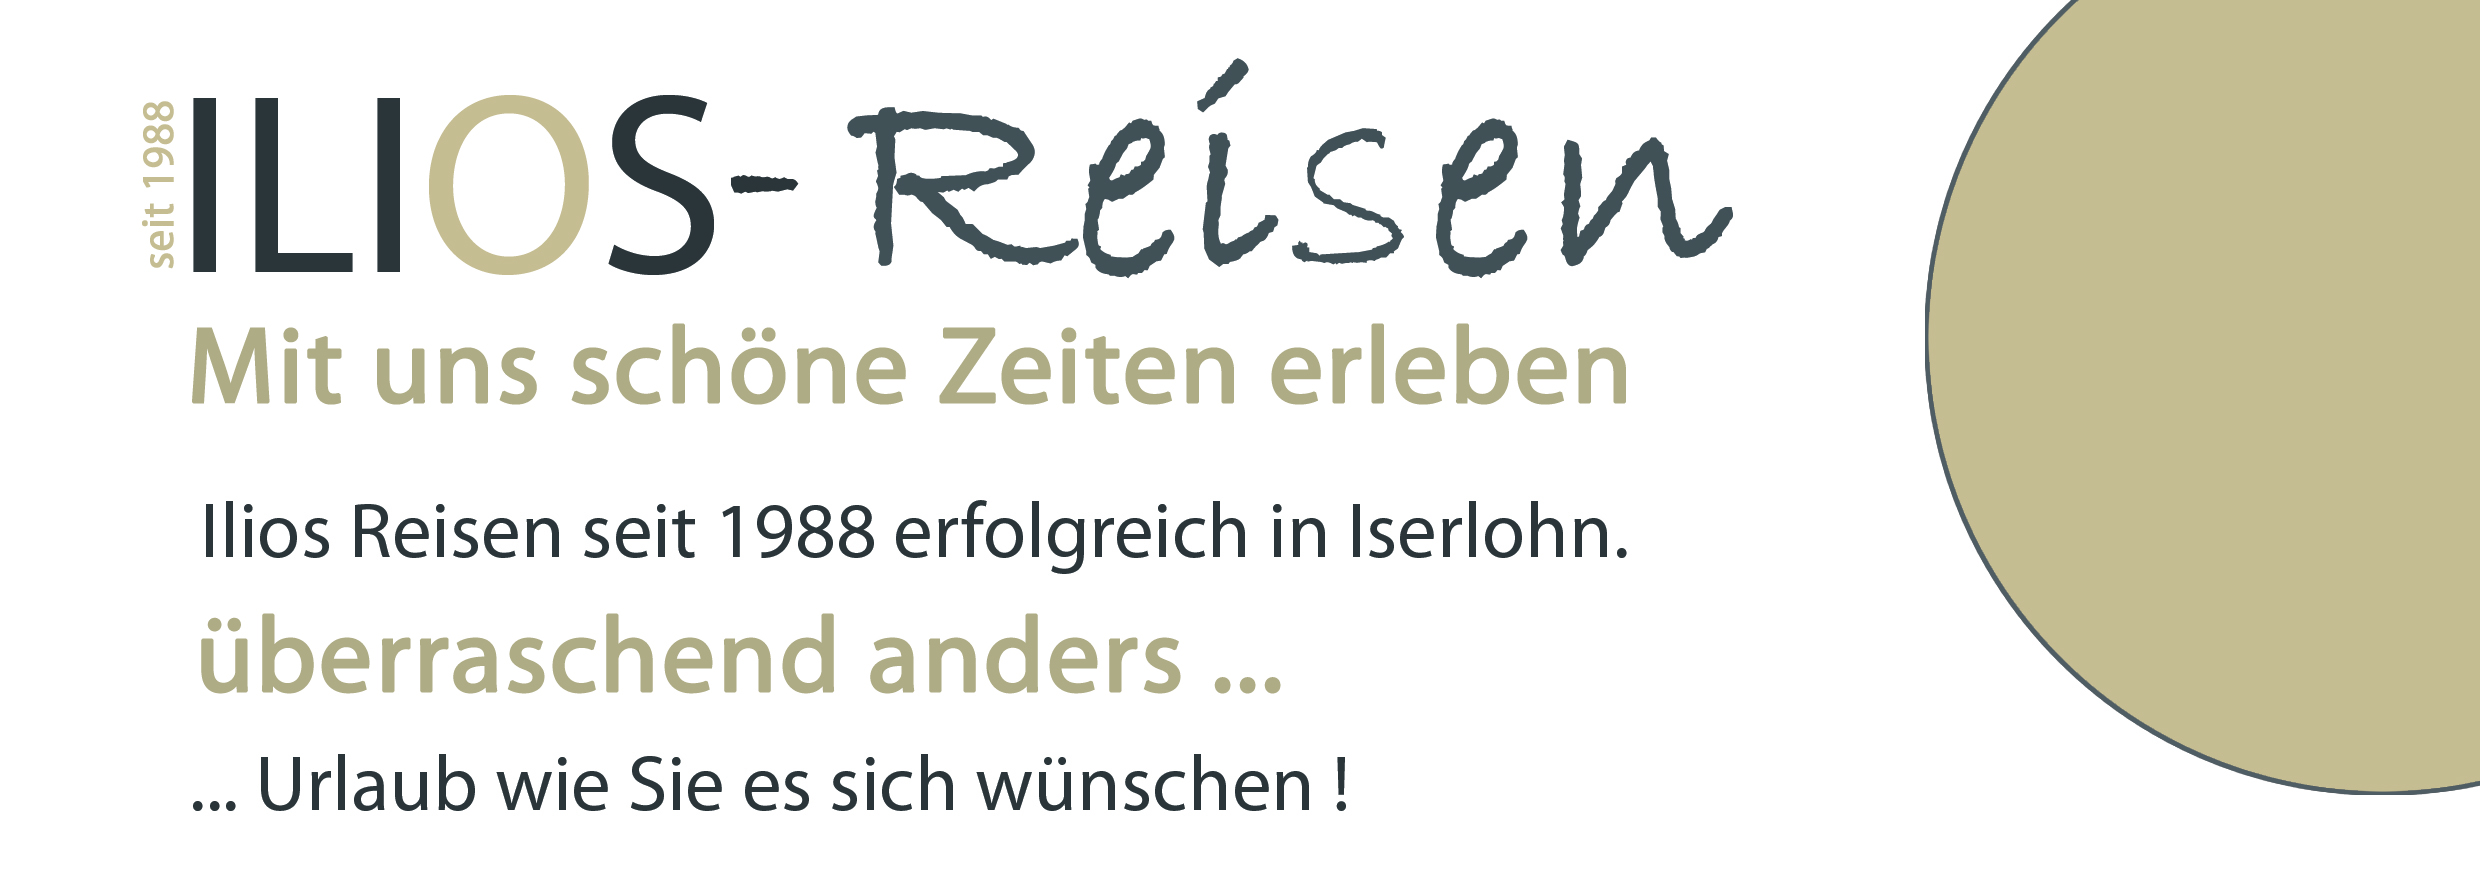 seit 1988
ILIOS-Reisen
Mit uns schöne Zeiten erleben
Ilios Reisen seit 1988 erfolgreich in Iserlohn.
überraschend anders ...
... Urlaub wie Sie es sich wünschen !